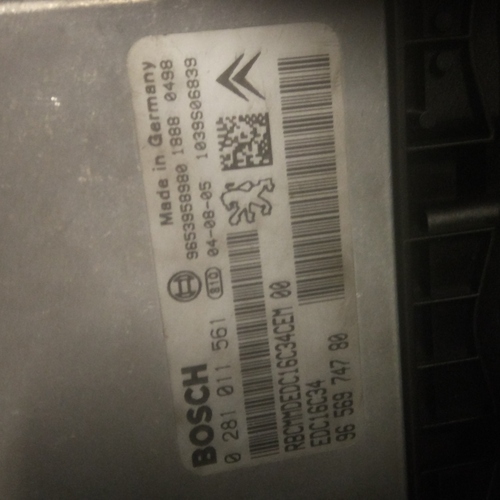 Made in Germany
9653958980 1888 0498
04-08-05 1039S06839
BOSCH
0 281 011 561
RBCMMDEDC16C34CEM 00
EDC16C34
96 569 747 80